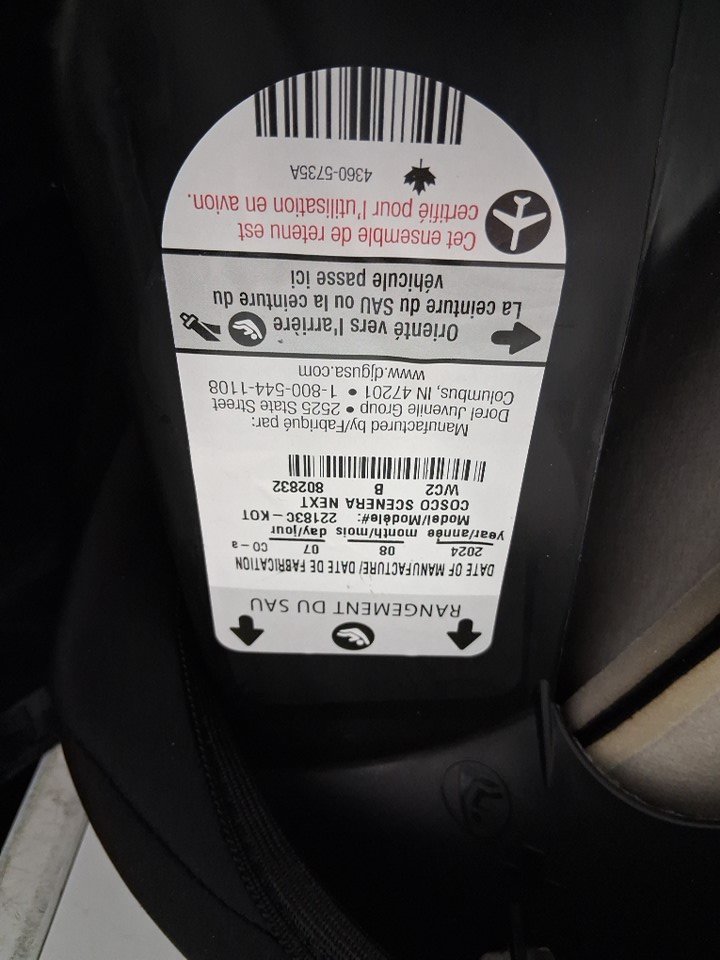 RANGEMENT DU SAU
DATE OF MANUFACTURE/ DATE DE FABRICATION
2024 08 07 CO-a
year/année month/mois day/jour
Model/Modèle#: 22183C-KOT
COSCO SCENERA NEXT
WC2 B 802832
Manufactured by/Fabriqué par:
Dorel Juvenile Group • 2525 State Street
Columbus, IN 47201 • 1-800-544-1108
www.djgusa.com
Orienté vers l'arrière
La ceinture du SAU ou la ceinture du
véhicule passe ici
Cet ensemble de retenu est
certifié pour l'utilisation en avion.
4360-5735A